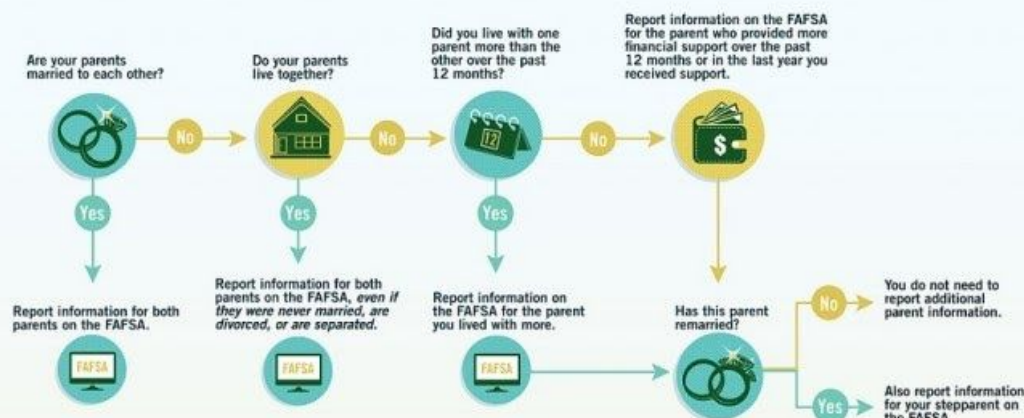 Are your parents
married to each other?
No
Yes
Report information for both
parents on the FAFSA.
FAFSA
Do your parents
live together?
No
Yes
Report information for both
parents on the FAFSA, even if
they were never married, are
divorced, or are separated.
FAFSA
Did you live with one
parent more than the
other over the past
12 months?
12
No
Yes
Report information on
the FAFSA for the parent
you lived with more.
FAFSA
Report information on the FAFSA
for the parent who provided more
financial support over the past
12 months or in the last year you
received support.
$
Has this parent
remarried?
No
You do not need to
report additional
parent information.
Yes
Also report information
for your stepparent on
the FAFSA